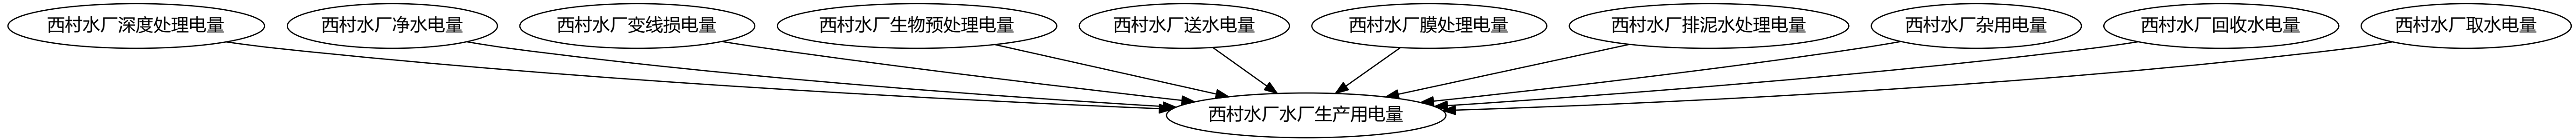 西村水厂深度处理电量
西村水厂净水电量
西村水厂变线损电量
西村水厂生物预处理电量
西村水厂送水电量
西村水厂膜处理电量
西村水厂排泥水处理电量
西村水厂杂用电量
西村水厂回收水电量
西村水厂取水电量
西村水厂水厂生产用电量